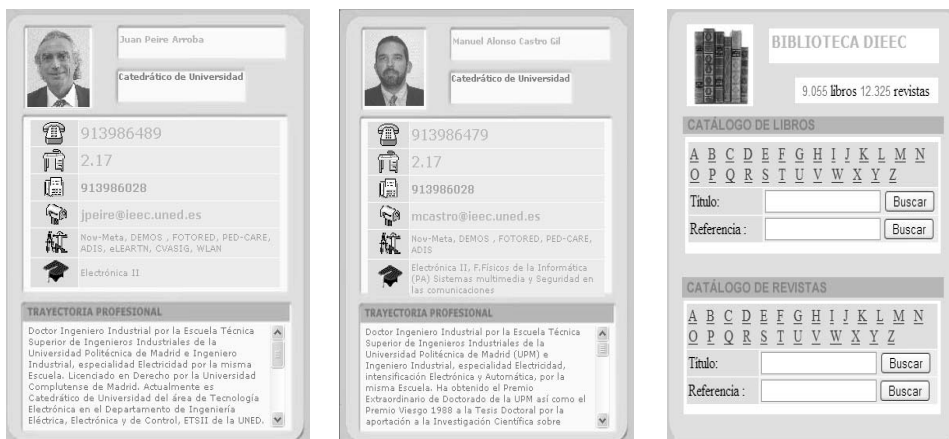 Juan Peire Arroba
Catedrático de Universidad
913986489
2.17
913986028
jpeire@ieec.uned.es
Nov-Meta, DEMOS , FOTORED, PED-CARE,
ADIS, eLEARTN, CVASIG, WLAN
Electrónica II
TRAYECTORIA PROFESIONAL
Doctor Ingeniero Industrial por la Escuela Técnica
Superior de Ingenieros Industriales de la
Universidad Politécnica de Madrid e Ingeniero
Industrial, especialidad Electricidad por la misma
Escuela. Licenciado en Derecho por la Universidad
Complutense de Madrid. Actualmente es
Catedrático de Universidad del área de Tecnología
Electrónica en el Departamento de Ingeniería
Eléctrica, Electrónica y de Control, ETSII de la UNED.
Manuel Alonso Castro Gil
Catedrático de Universidad
913986479
2.17
913986028
mcastro@ieec.uned.es
Nov-Meta, DEMOS , FOTORED, PED-CARE,
ADIS
Electrónica II, F.Físicos de la Informática
(PA) Sistemas multimedia y Seguridad en
las comunicaciones
TRAYECTORIA PROFESIONAL
Doctor Ingeniero Industrial por la Escuela Técnica
Superior de Ingenieros Industriales de la
Universidad Politécnica de Madrid (UPM) e
Ingeniero Industrial, especialidad Electricidad,
intensificación Electrónica y Automática, por la
misma Escuela. Ha obtenido el Premio
Extraordinario de Doctorado de la UPM así como el
Premio Viesgo 1988 a la Tesis Doctoral por la
aportación a la Investigación Científica sobre
BIBLIOTECA DIEEC
9.055 libros 12.325 revistas
CATÁLOGO DE LIBROS
A B C D E F G H I J K L M N
O P Q R S T U V W X Y Z
Titulo: Buscar
Referencia : Buscar
CATÁLOGO DE REVISTAS
A B C D E F G H I J K L M N
O P Q R S T U V W X Y Z
Titulo: Buscar
Referencia : Buscar